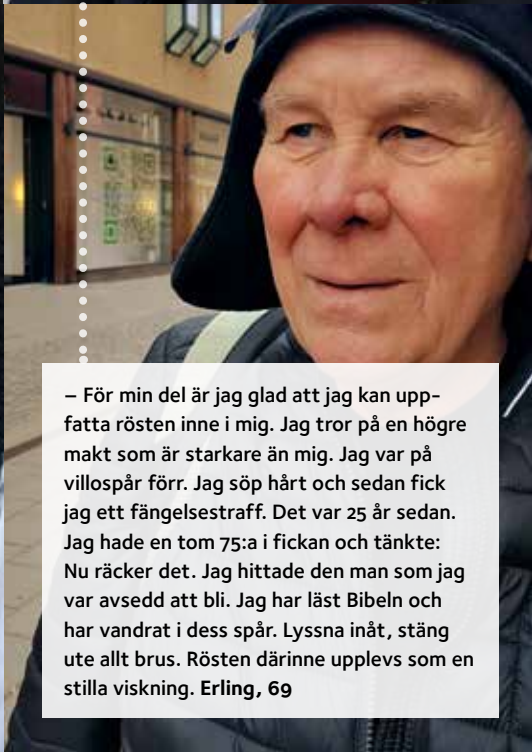 – För min del är jag glad att jag kan upp-
fatta rösten inne i mig. Jag tror på en högre
makt som är starkare än mig. Jag var på
villospår förr. Jag söp hårt och sedan fick
jag ett fängelsestraff. Det var 25 år sedan.
Jag hade en tom 75:a i fickan och tänkte:
Nu räcker det. Jag hittade den man som jag
var avsedd att bli. Jag har läst Bibeln och
har vandrat i dess spår. Lyssna inåt, stäng
ute allt brus. Rösten därinne upplevs som en
stilla viskning. Erling, 69